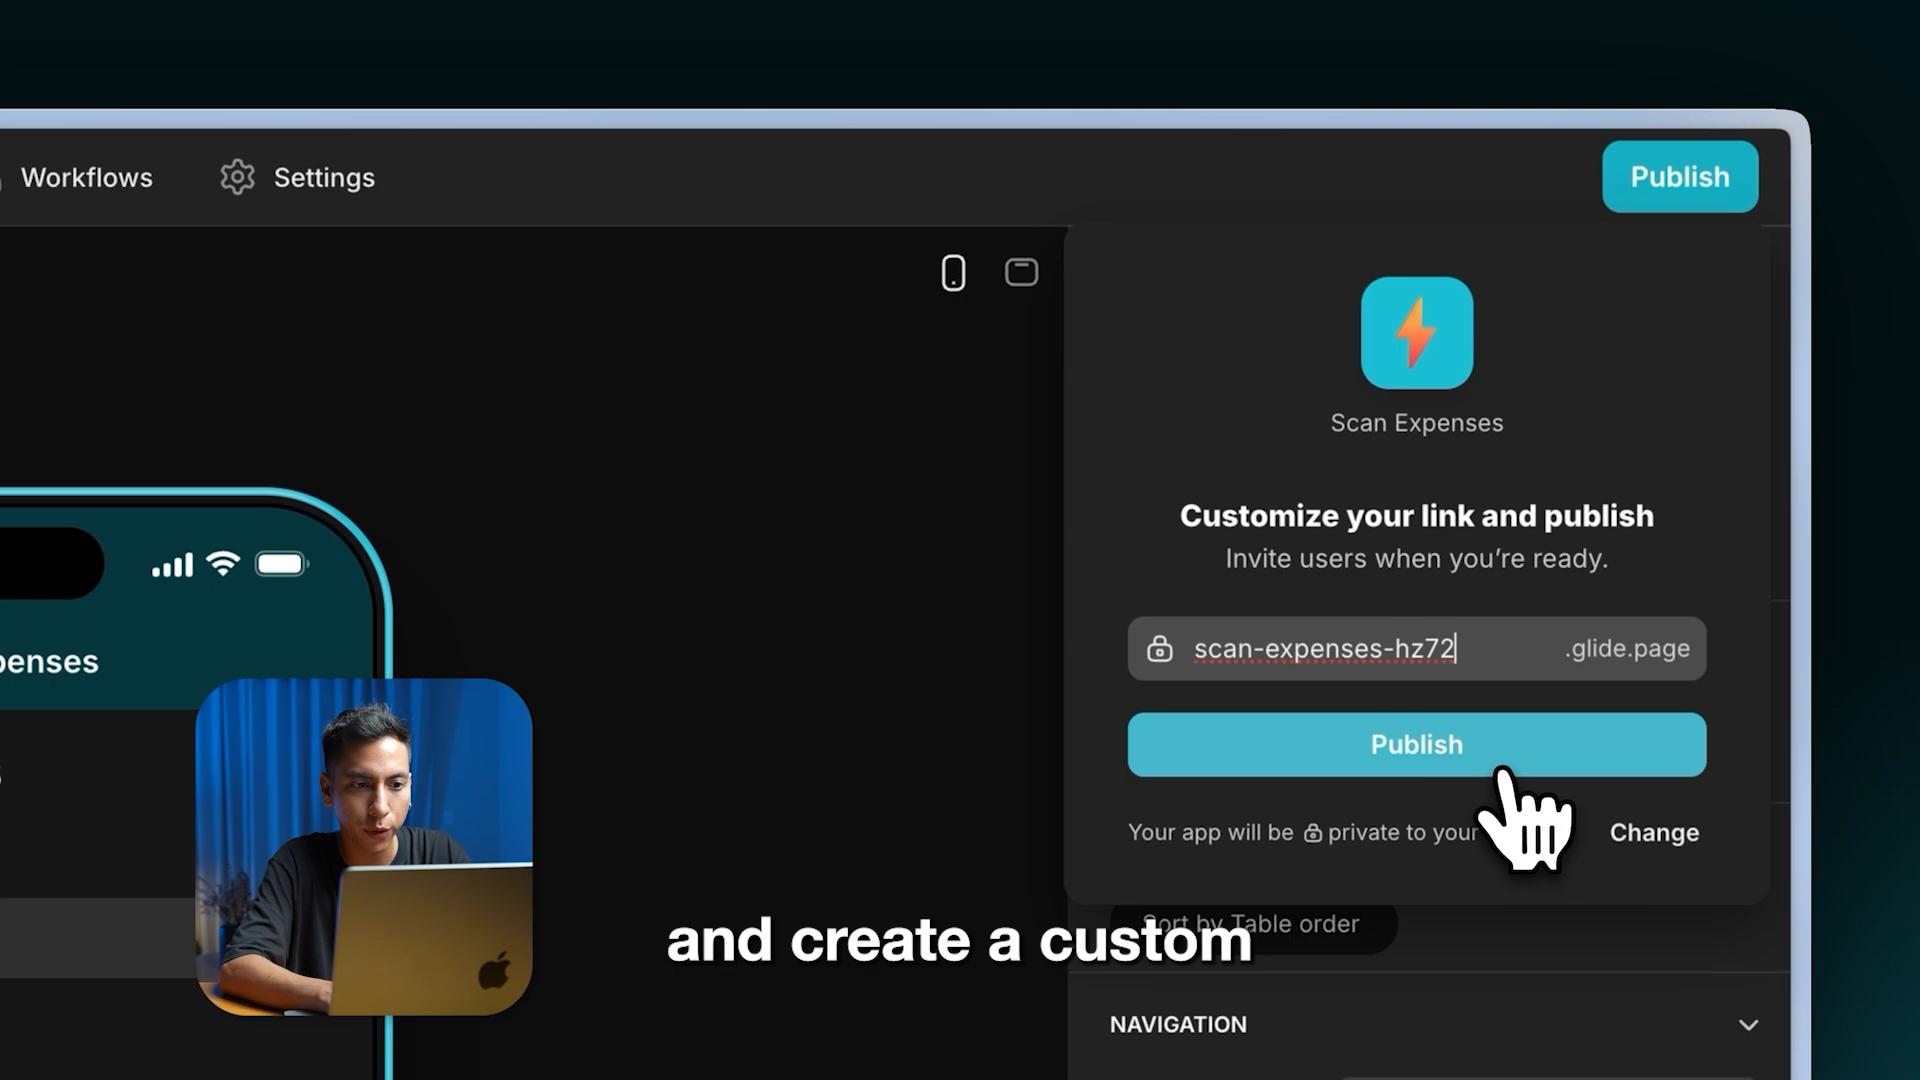 Workflows
Settings
Publish
Scan Expenses
Customize your link and publish
Invite users when you're ready.
scan-expenses-hz72
.glide.page
Publish
Your app will be private to your
Change
Sort by Table order
and create a custom
NAVIGATION